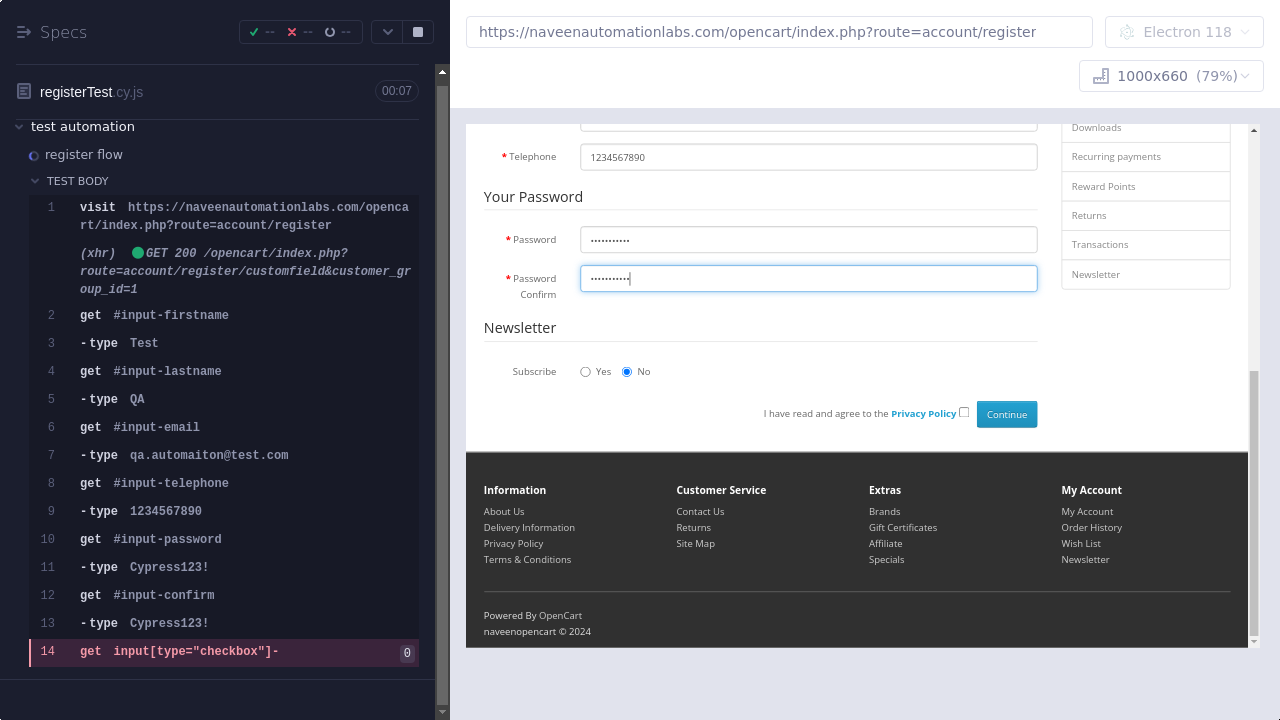 Specs
--
--
--
registerTest.cy.js
00:07
test automation
register flow
TEST BODY
1 visit https://naveenautomationlabs.com/openca
rt/index.php?route=account/register
(xhr) GET 200 /opencart/index.php?
route=account/register/customfield&customer_gr
oup_id=1
2 get #input-firstname
3 -type Test
4 get #input-lastname
5 -type QA
6 get #input-email
7 -type qa.automaiton@test.com
8 get #input-telephone
9 -type 1234567890
10 get #input-password
11 -type Cypress123!
12 get #input-confirm
13 -type Cypress123!
14 get input[type="checkbox"]- 0
https://naveenautomationlabs.com/opencart/index.php?route=account/register
Electron 118
1000x660 (79%)
* Telephone
1234567890
Your Password
* Password
•••••••••••
* Password
Confirm
•••••••••••
Newsletter
Subscribe
Yes
No
I have read and agree to the Privacy Policy
Continue
Downloads
Recurring payments
Reward Points
Returns
Transactions
Newsletter
Information
About Us
Delivery Information
Privacy Policy
Terms & Conditions
Customer Service
Contact Us
Returns
Site Map
Extras
Brands
Gift Certificates
Affiliate
Specials
My Account
My Account
Order History
Wish List
Newsletter
Powered By OpenCart
naveenopencart © 2024